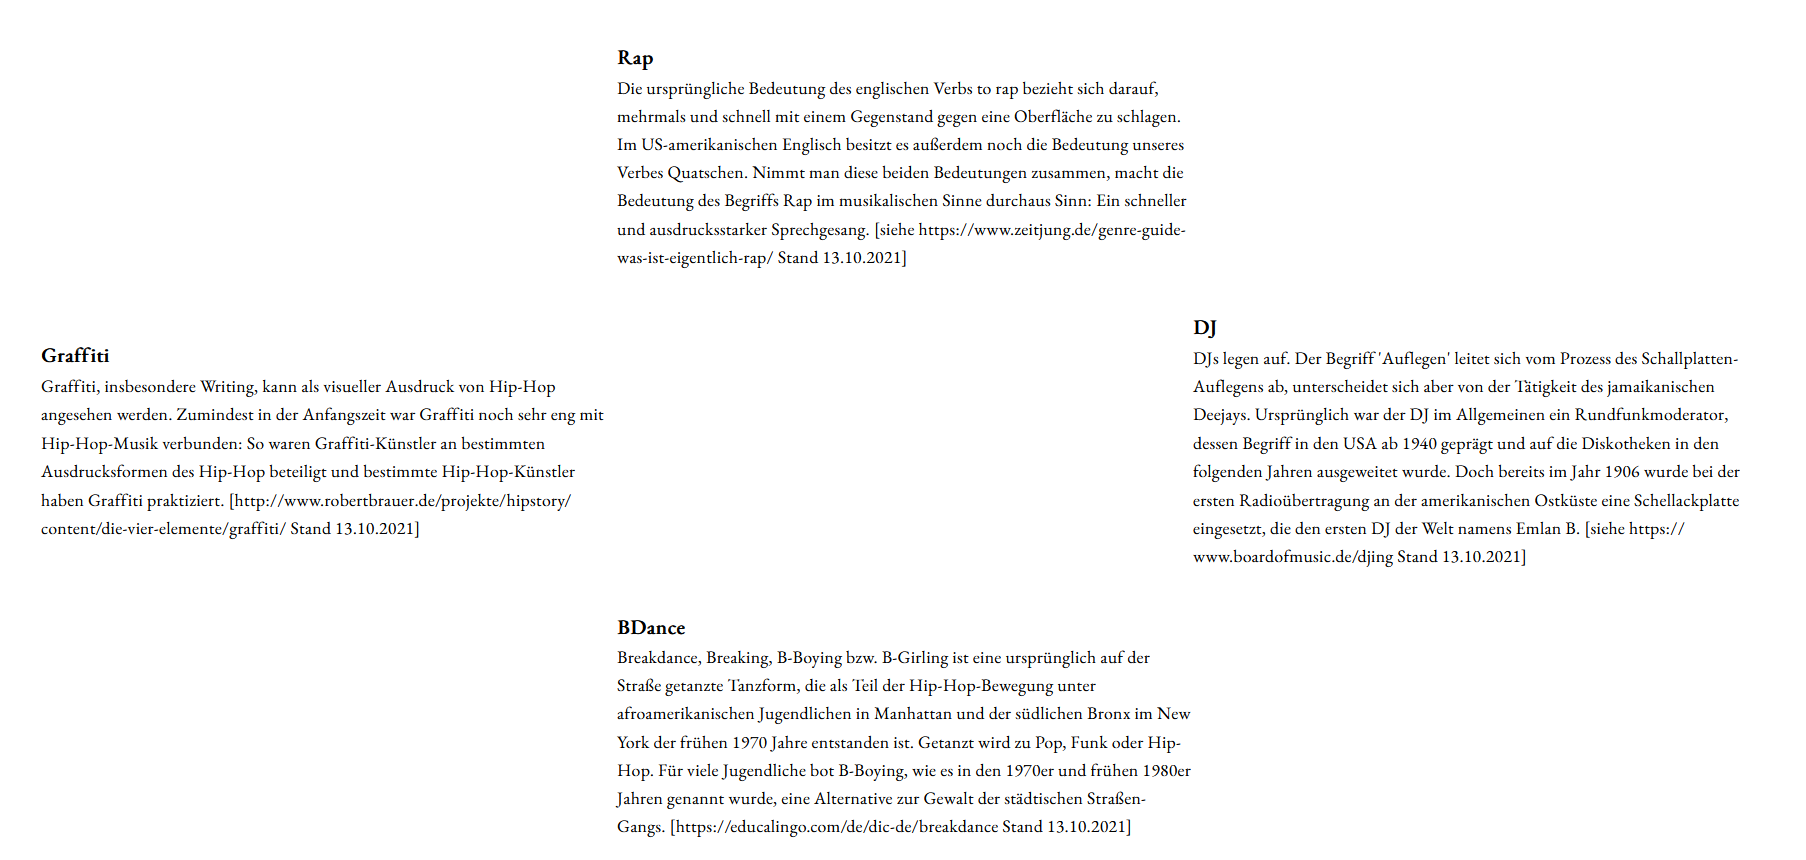 Rap
Die ursprüngliche Bedeutung des englischen Verbs to rap bezieht sich darauf,
mehrmals und schnell mit einem Gegenstand gegen eine Oberfläche zu schlagen.
Im US-amerikanischen Englisch besitzt es außerdem noch die Bedeutung unseres
Verbes Quatschen. Nimmt man diese beiden Bedeutungen zusammen, macht die
Bedeutung des Begriffs Rap im musikalischen Sinne durchaus Sinn: Ein schneller
und ausdrucksstarker Sprechgesang. [siehe https://www.zeitjung.de/genre-guide-
was-ist-eigentlich-rap/ Stand 13.10.2021]
Graffiti
Graffiti, insbesondere Writing, kann als visueller Ausdruck von Hip-Hop
angesehen werden. Zumindest in der Anfangszeit war Graffiti noch sehr eng mit
Hip-Hop-Musik verbunden: So waren Graffiti-Künstler an bestimmten
Ausdrucksformen des Hip-Hop beteiligt und bestimmte Hip-Hop-Künstler
haben Graffiti praktiziert. [http://www.robertbrauer.de/projekte/hipstory/
content/die-vier-elemente/graffiti/ Stand 13.10.2021]
DJ
DJs legen auf. Der Begriff 'Auflegen' leitet sich vom Prozess des Schallplatten-
Auflegens ab, unterscheidet sich aber von der Tätigkeit des jamaikanischen
Deejays. Ursprünglich war der DJ im Allgemeinen ein Rundfunkmoderator,
dessen Begriff in den USA ab 1940 geprägt und auf die Diskotheken in den
folgenden Jahren ausgeweitet wurde. Doch bereits im Jahr 1906 wurde bei der
ersten Radioübertragung an der amerikanischen Ostküste eine Schellackplatte
eingesetzt, die den ersten DJ der Welt namens Emlan B. [siehe https://
www.boardofmusic.de/djing Stand 13.10.2021]
BDance
Breakdance, Breaking, B-Boying bzw. B-Girling ist eine ursprünglich auf der
Straße getanzte Tanzform, die als Teil der Hip-Hop-Bewegung unter
afroamerikanischen Jugendlichen in Manhattan und der südlichen Bronx im New
York der frühen 1970 Jahre entstanden ist. Getanzt wird zu Pop, Funk oder Hip-
Hop. Für viele Jugendliche bot B-Boying, wie es in den 1970er und frühen 1980er
Jahren genannt wurde, eine Alternative zur Gewalt der städtischen Straßen-
Gangs. [https://educalingo.com/de/dic-de/breakdance Stand 13.10.2021]